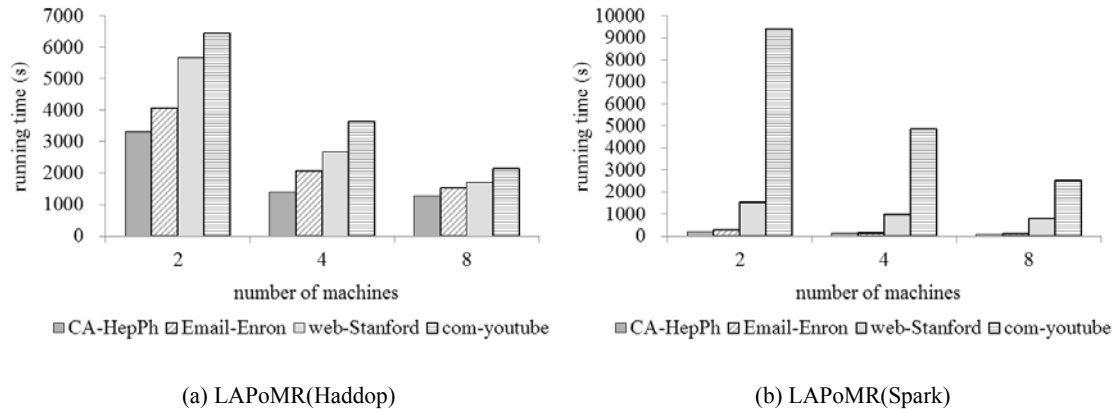 7000
6000
5000
4000
3000
2000
1000
0
running time (s)
2 4 8
number of machines
CA-HepPh Email-Enron web-Stanford com-youtube
(a) LAPoMR(Haddop)
10000
9000
8000
7000
6000
5000
4000
3000
2000
1000
0
running time (s)
2 4 8
number of machines
CA-HepPh Email-Enron web-Stanford com-youtube
(b) LAPoMR(Spark)